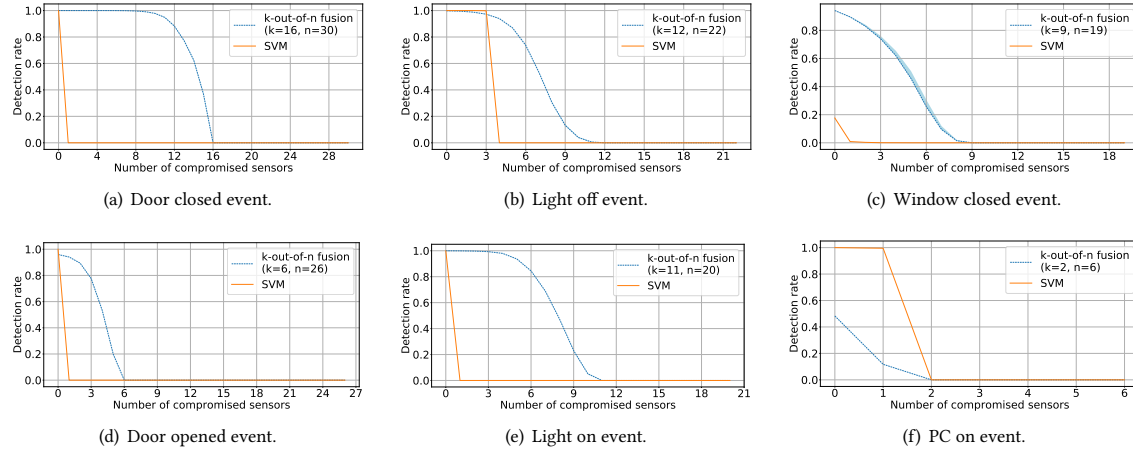 k-out-of-n fusion
(k=16, n=30)
SVM
Detection rate
1.0
0.8
0.6
0.4
0.2
0.0
0 4 8 12 16 20 24 28
Number of compromised sensors
(a) Door closed event.
k-out-of-n fusion
(k=12, n=22)
SVM
Detection rate
1.0
0.8
0.6
0.4
0.2
0.0
0 3 6 9 12 15 18 21
Number of compromised sensors
(b) Light off event.
k-out-of-n fusion
(k=9, n=19)
SVM
Detection rate
0.8
0.6
0.4
0.2
0.0
0 3 6 9 12 15 18
Number of compromised sensors
(c) Window closed event.
k-out-of-n fusion
(k=6, n=26)
SVM
Detection rate
1.0
0.8
0.6
0.4
0.2
0.0
0 3 6 9 12 15 18 21 24 27
Number of compromised sensors
(d) Door opened event.
k-out-of-n fusion
(k=11, n=20)
SVM
Detection rate
1.0
0.8
0.6
0.4
0.2
0.0
0 3 6 9 12 15 18 21
Number of compromised sensors
(e) Light on event.
k-out-of-n fusion
(k=2, n=6)
SVM
Detection rate
1.0
0.8
0.6
0.4
0.2
0.0
0 1 2 3 4 5 6
Number of compromised sensors
(f) PC on event.